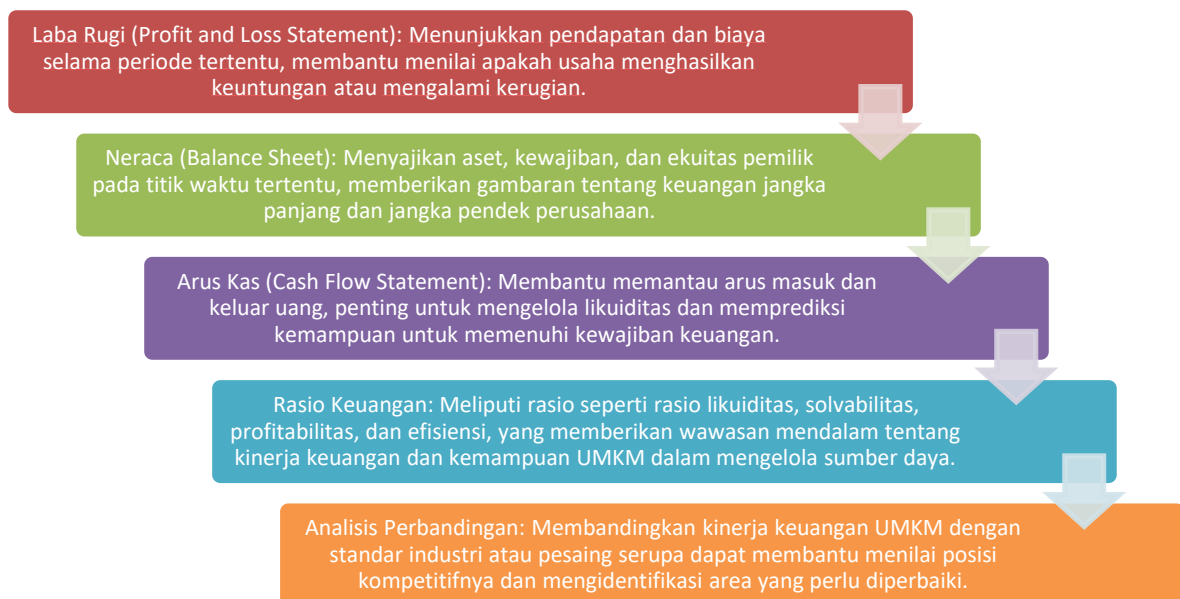 Laba Rugi (Profit and Loss Statement): Menunjukkan pendapatan dan biaya
selama periode tertentu, membantu menilai apakah usaha menghasilkan
keuntungan atau mengalami kerugian.
Neraca (Balance Sheet): Menyajikan aset, kewajiban, dan ekuitas pemilik
pada titik waktu tertentu, memberikan gambaran tentang keuangan jangka
panjang dan jangka pendek perusahaan.
Arus Kas (Cash Flow Statement): Membantu memantau arus masuk dan
keluar uang, penting untuk mengelola likuiditas dan memprediksi
kemampuan untuk memenuhi kewajiban keuangan.
Rasio Keuangan: Meliputi rasio seperti rasio likuiditas, solvabilitas,
profitabilitas, dan efisiensi, yang memberikan wawasan mendalam tentang
kinerja keuangan dan kemampuan UMKM dalam mengelola sumber daya.
Analisis Perbandingan: Membandingkan kinerja keuangan UMKM dengan
standar industri atau pesaing serupa dapat membantu menilai posisi
kompetitifnya dan mengidentifikasi area yang perlu diperbaiki.